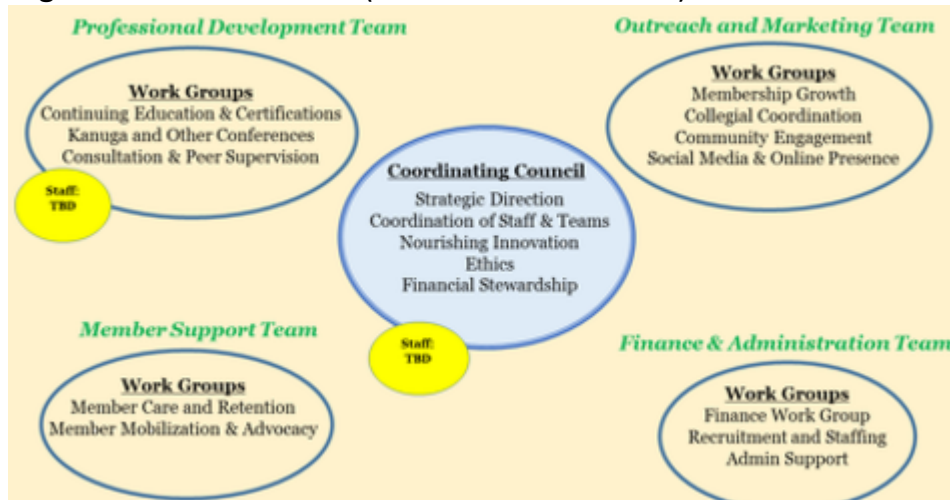 Professional Development Team
Work Groups
Continuing Education & Certifications
Kanuga and Other Conferences
Consultation & Peer Supervision
Staff:
TBD
Outreach and Marketing Team
Work Groups
Membership Growth
Collegial Coordination
Community Engagement
Social Media & Online Presence
Coordinating Council
Strategic Direction
Coordination of Staff & Teams
Nourishing Innovation
Ethics
Financial Stewardship
Staff:
TBD
Member Support Team
Work Groups
Member Care and Retention
Member Mobilization & Advocacy
Finance & Administration Team
Work Groups
Finance Work Group
Recruitment and Staffing
Admin Support